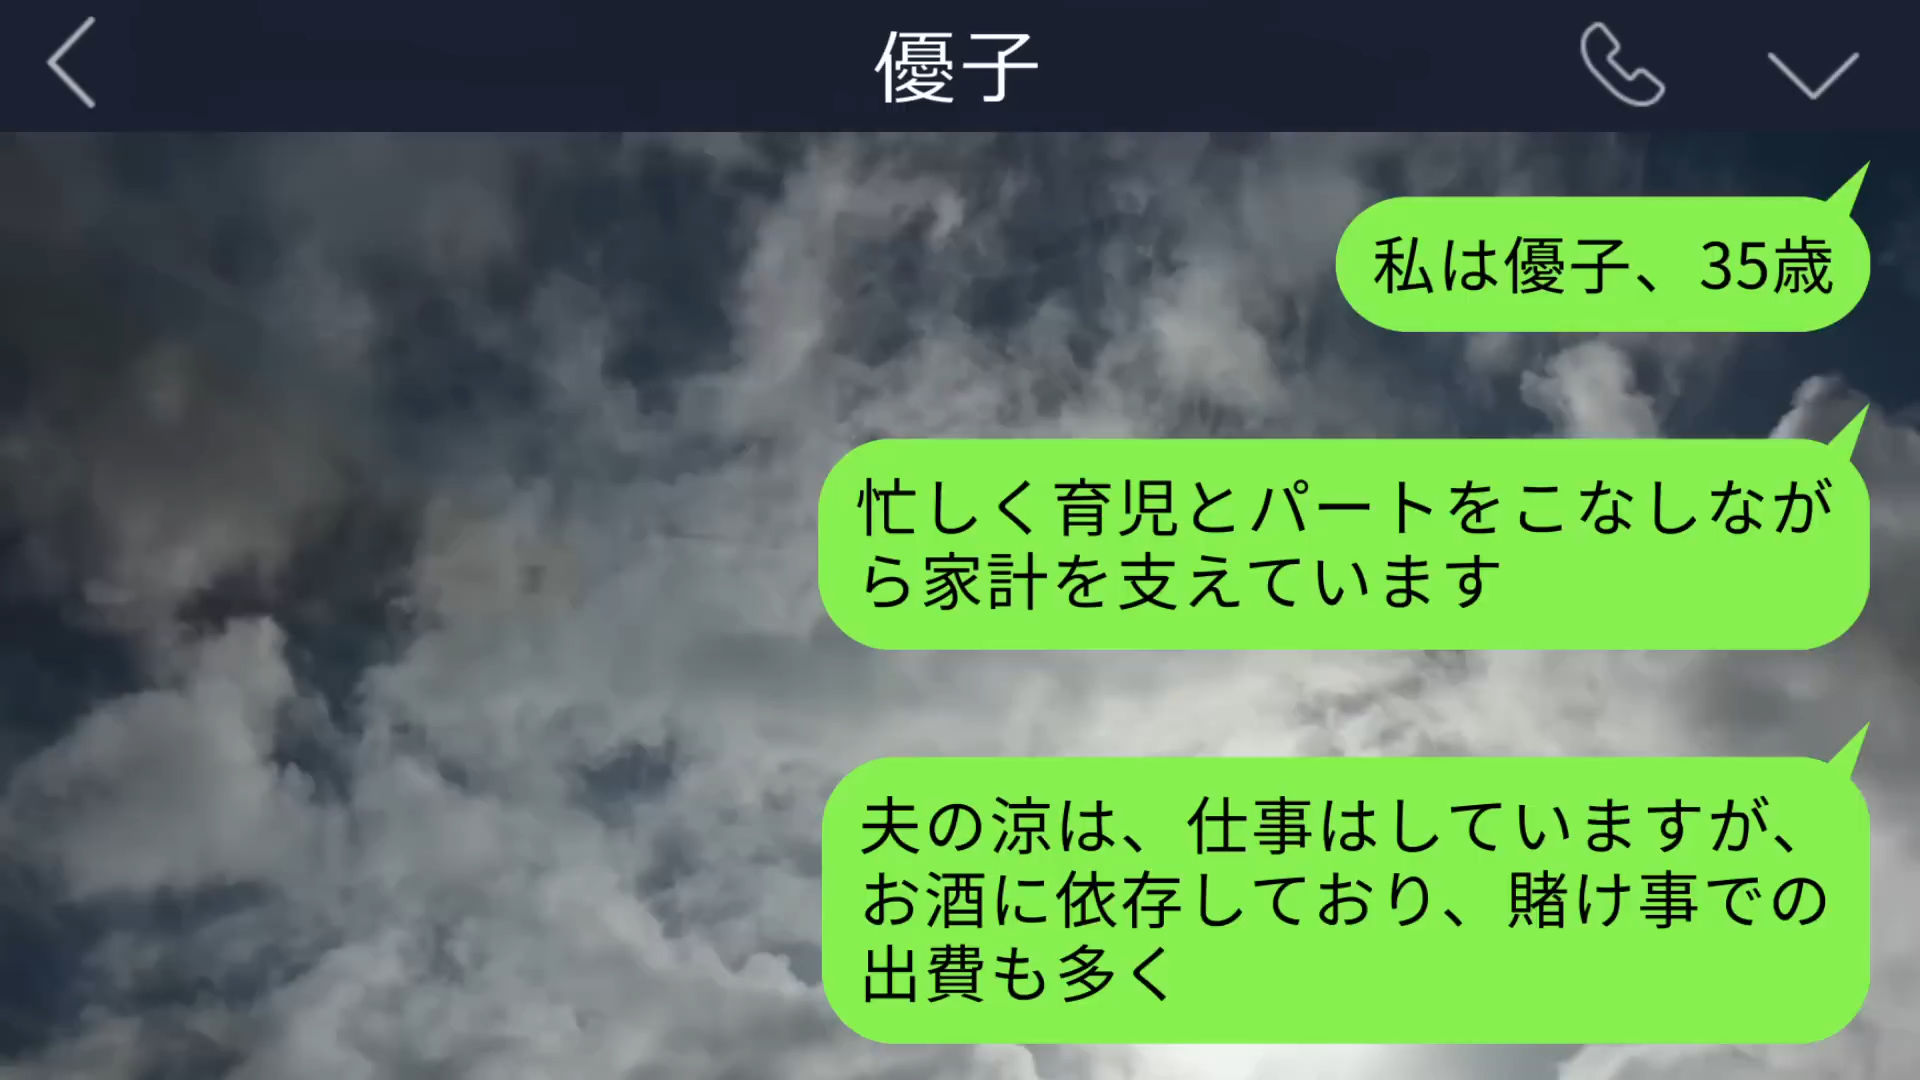 優子
私は優子、35歳
忙しく育児とパートをこなしなが
ら家計を支えています
夫の涼は、仕事はしていますが、
お酒に依存しており、賭け事での
出費も多く